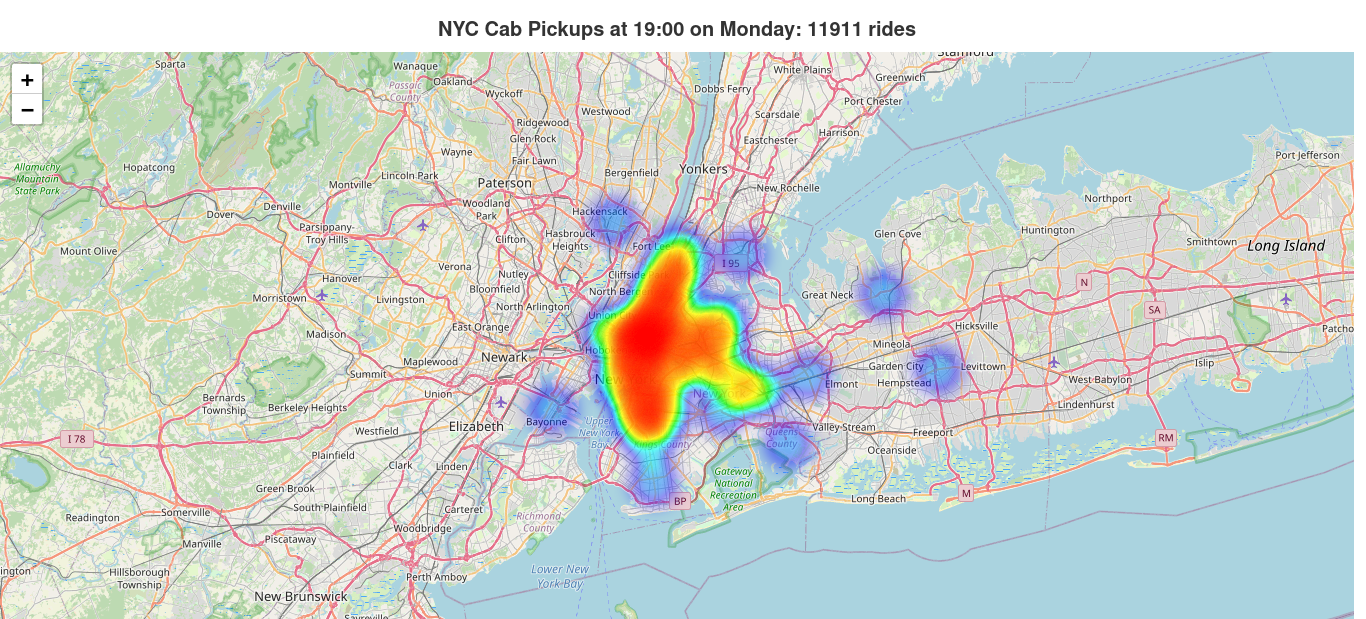 NYC Cab Pickups at 19:00 on Monday: 11911 rides
+
−
Sparta
Wanaque
Oakland
Passaic
County
Wyckoff
Dobbs Ferry
White Plains
Stamford
Greenwich
Port Chester
Westwood
Ridgewood
Scarsdale
Glen Rock
Harrison
Eastchester
Hopatcong
Wayne
Fair Lawn
Allamuchy
Mountain
State Park
Lincoln Park
Bergenfield
Yonkers
Port Jefferson
Montville
Paterson
New Rochelle
Northport
Denville
Dover
Woodland
Park
Hackensack
Parsippany-
Troy Hills
Hasbrouck
Heights
Clifton
Fort Lee
Glen Cove
Huntington
Smithtown
Long Island
Mount Olive
Verona
Nutley
Cliffside
I 95
Hanover
Bloomfield
North Ber
N
Morristown
Livingston
North Arlington
Great Neck
SA
Union
East Orange
Hicksville
Patcho
Madison
Mineola
Hobok
Newark
Maplewood
Garden City
Levittown
Islip
Summit
New
Elmont
Hempstead
West Babylon
Union
New York
Bernards
Township
Berkeley Heights
Lindenhurst
Bayonne
Elizabeth
Upper
New York
Bay
Valley Stream
Freeport
I 78
Westfield
Kings County
Queens
County
RM
Plainfield
Oceanside
Clark
Linden
Gateway
National
Recreation
Area
Green Brook
M
Long Beach
BP
South Plainfield
Carteret
Somerville
Readington
Richmond
County
Woodbridge
Manville
Piscataway
ington
Hillsborough
Township
Perth Amboy
Lower New
York Bay
New Brunswick
Sayreville